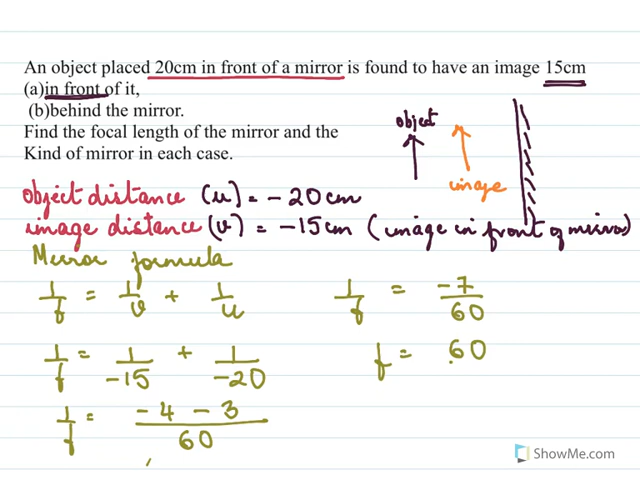 An object placed 20cm in front of a mirror is found to have an image 15cm
(a)in front of it,
(b)behind the mirror.
Find the focal length of the mirror and the
Kind of mirror in each case.
object
image
object distance (u) = -20cm
image distance (v) = -15cm (image in front of mirror)
Mirror formula
1/f = 1/v + 1/u
1/f = 1/-15 + 1/-20
1/f = -4 - 3 / 60
1/f = -7/60
f = 60
ShowMe.com